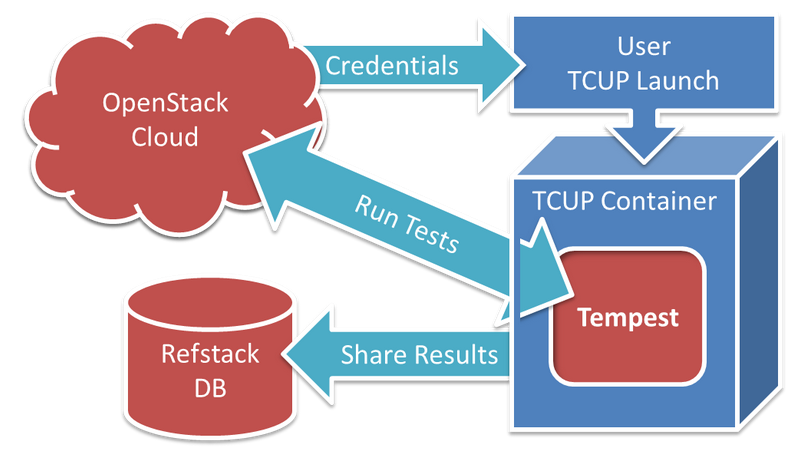 OpenStack
Cloud
Credentials
User
TCUP Launch
Run Tests
TCUP Container
Tempest
Refstack
DB
Share Results